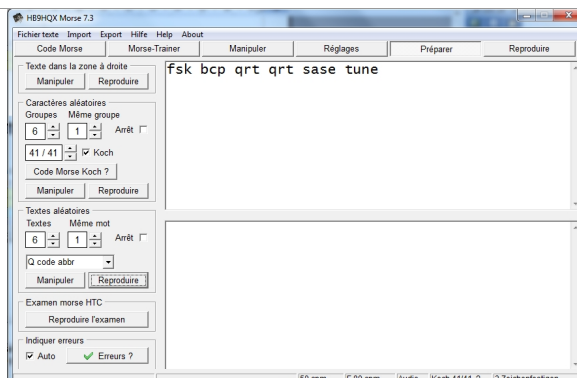 HB9HQX Morse 7.3
Fichier texte Import Export Hilfe Help About
Code Morse Morse-Trainer Manipuler Réglages Préparer Reproduire
Texte dans la zone à droite
Manipuler Reproduire
fsk bcp qrt qrt sase tune
Caractères aléatoires
Groupes Même groupe
6 1 Arrêt
41 / 41 Koch
Code Morse Koch ?
Manipuler Reproduire
Textes aléatoires
Textes Même mot
6 1 Arrêt
Q code abbr
Manipuler Reproduire
Examen morse HTC
Reproduire l'examen
Indiquer erreurs
Auto Erreurs ?